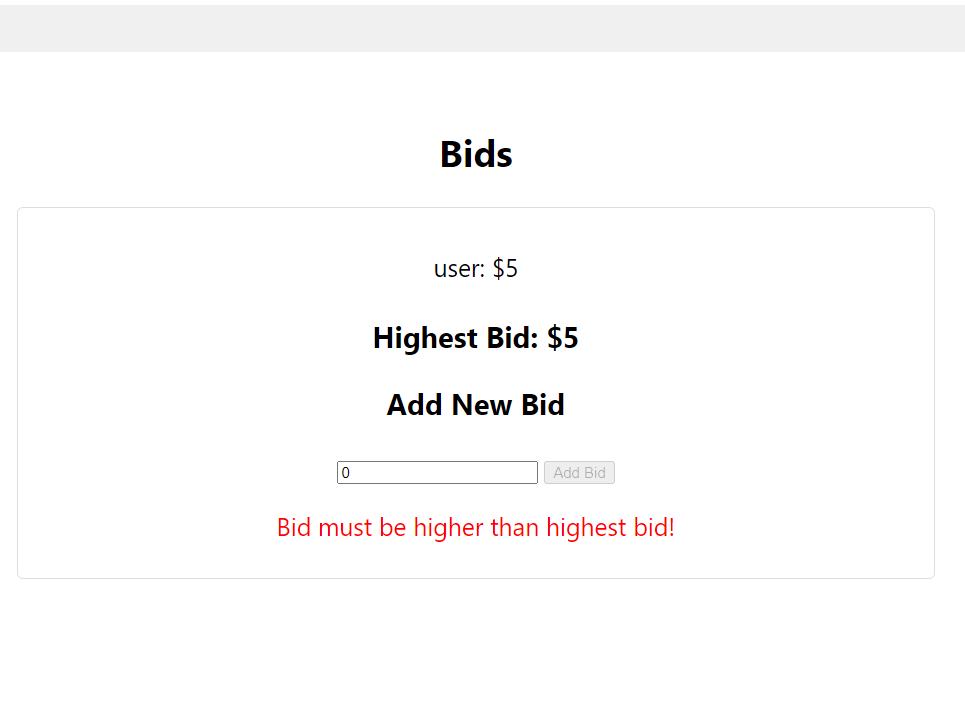 Bids
user: $5
Highest Bid: $5
Add New Bid
0 Add Bid
Bid must be higher than highest bid!